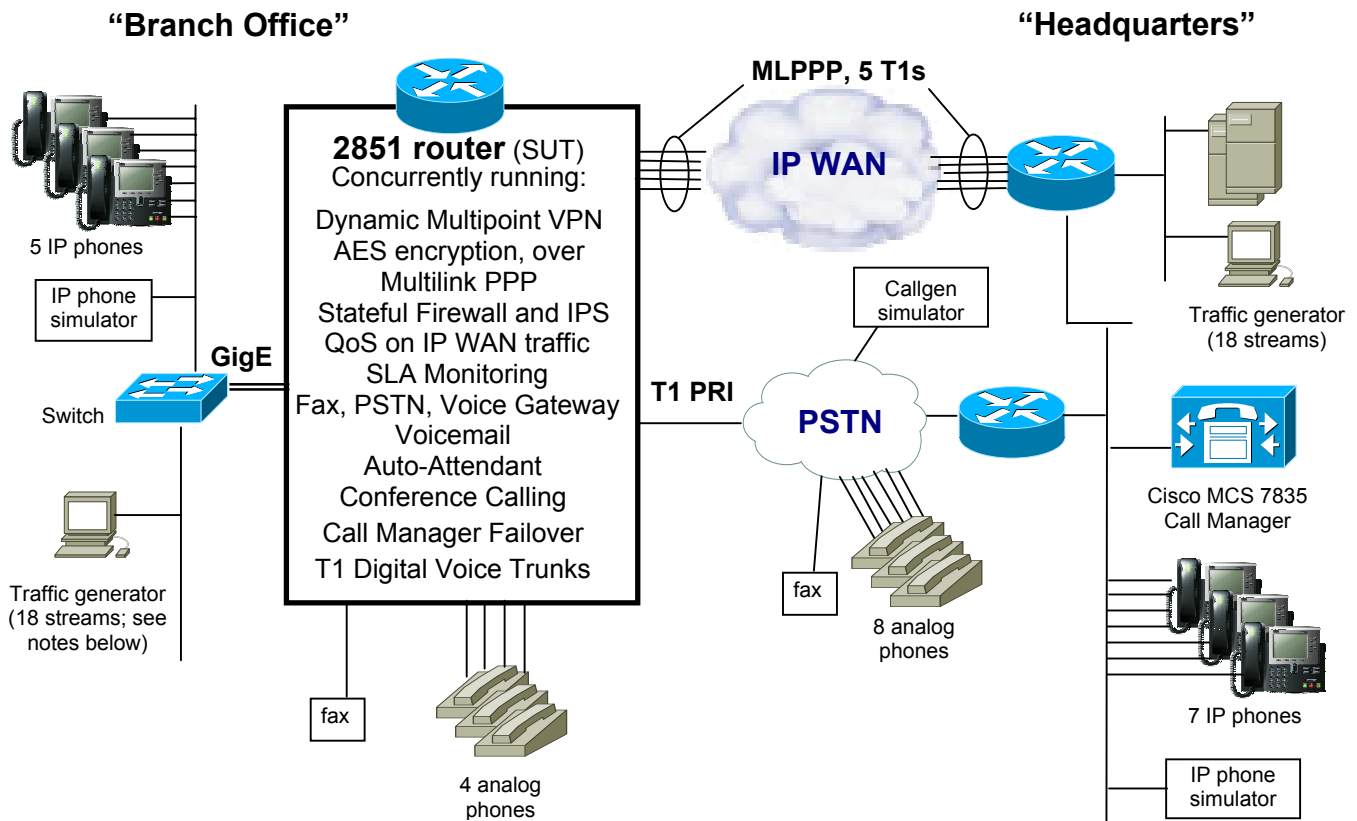 “Branch Office”
“Headquarters”
MLPPP, 5 T1s
2851 router (SUT)
Concurrently running:
Dynamic Multipoint VPN
AES encryption, over
Multilink PPP
Stateful Firewall and IPS
QoS on IP WAN traffic
SLA Monitoring
Fax, PSTN, Voice Gateway
Voicemail
Auto-Attendant
Conference Calling
Call Manager Failover
T1 Digital Voice Trunks
IP WAN
5 IP phones
IP phone
simulator
GigE
Switch
Traffic generator
(18 streams; see
notes below)
fax
4 analog
phones
T1 PRI
Callgen
simulator
PSTN
fax
8 analog
phones
Traffic generator
(18 streams)
Cisco MCS 7835
Call Manager
7 IP phones
IP phone
simulator